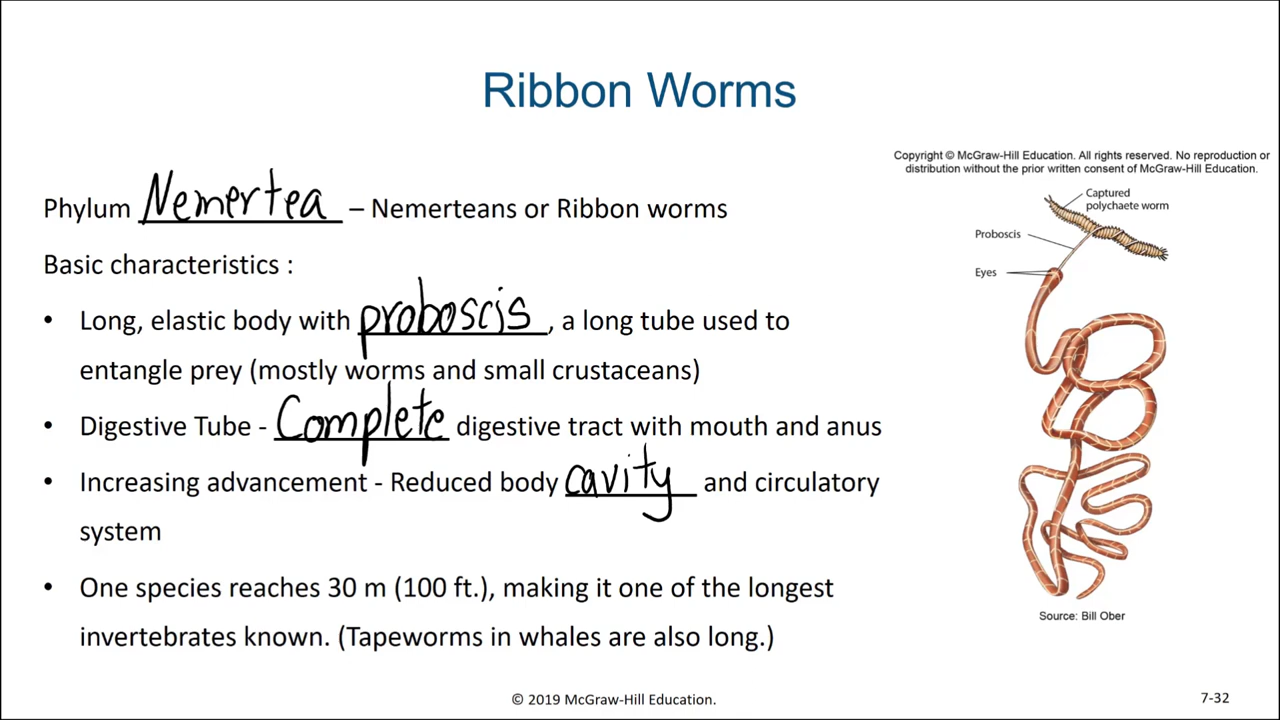 Ribbon Worms
Copyright © McGraw-Hill Education. All rights reserved. No reproduction or
distribution without the prior written consent of McGraw-Hill Education.
Phylum Nemertea – Nemerteans or Ribbon worms
Basic characteristics :
• Long, elastic body with proboscis, a long tube used to
entangle prey (mostly worms and small crustaceans)
• Digestive Tube - Complete digestive tract with mouth and anus
• Increasing advancement - Reduced body cavity and circulatory
system
• One species reaches 30 m (100 ft.), making it one of the longest
invertebrates known. (Tapeworms in whales are also long.)
Captured
polychaete worm
Proboscis
Eyes
Source: Bill Ober
© 2019 McGraw-Hill Education.
7-32